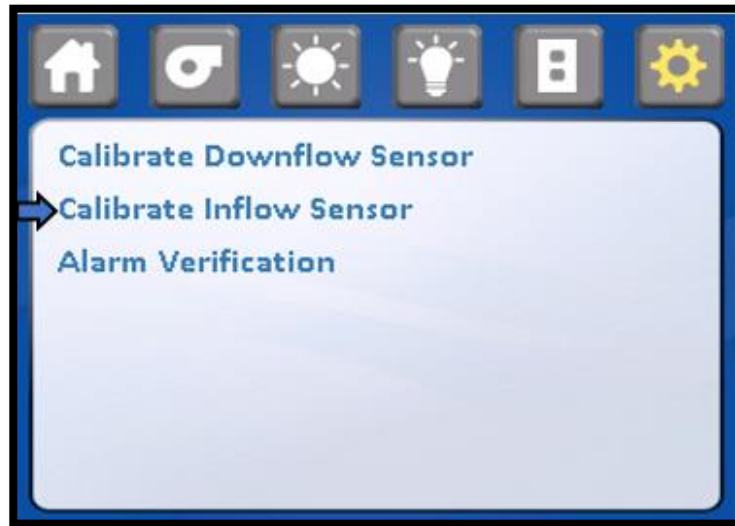 Calibrate Downflow Sensor
Calibrate Inflow Sensor
Alarm Verification